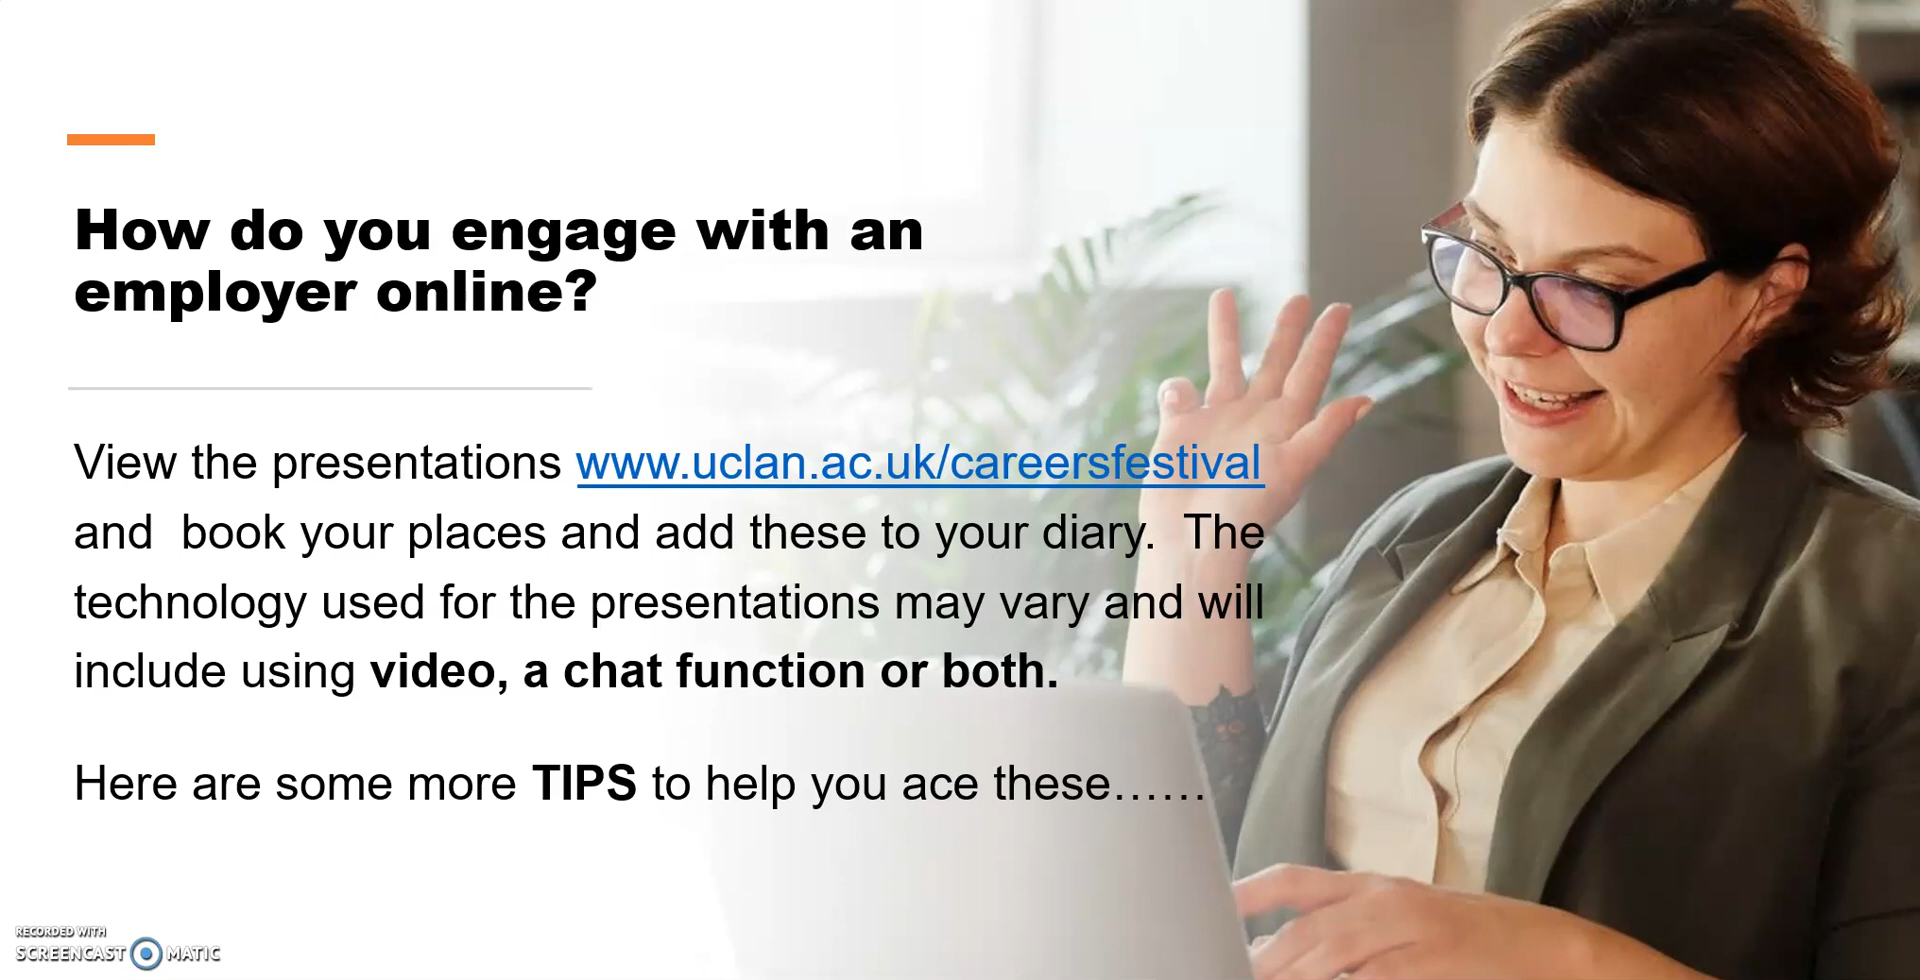 How do you engage with an
employer online?
View the presentations www.uclan.ac.uk/careersfestival
and  book your places and add these to your diary.  The
technology used for the presentations may vary and will
include using video, a chat function or both.
Here are some more TIPS to help you ace these……
RECORDED WITH
SCREENCAST MATIC